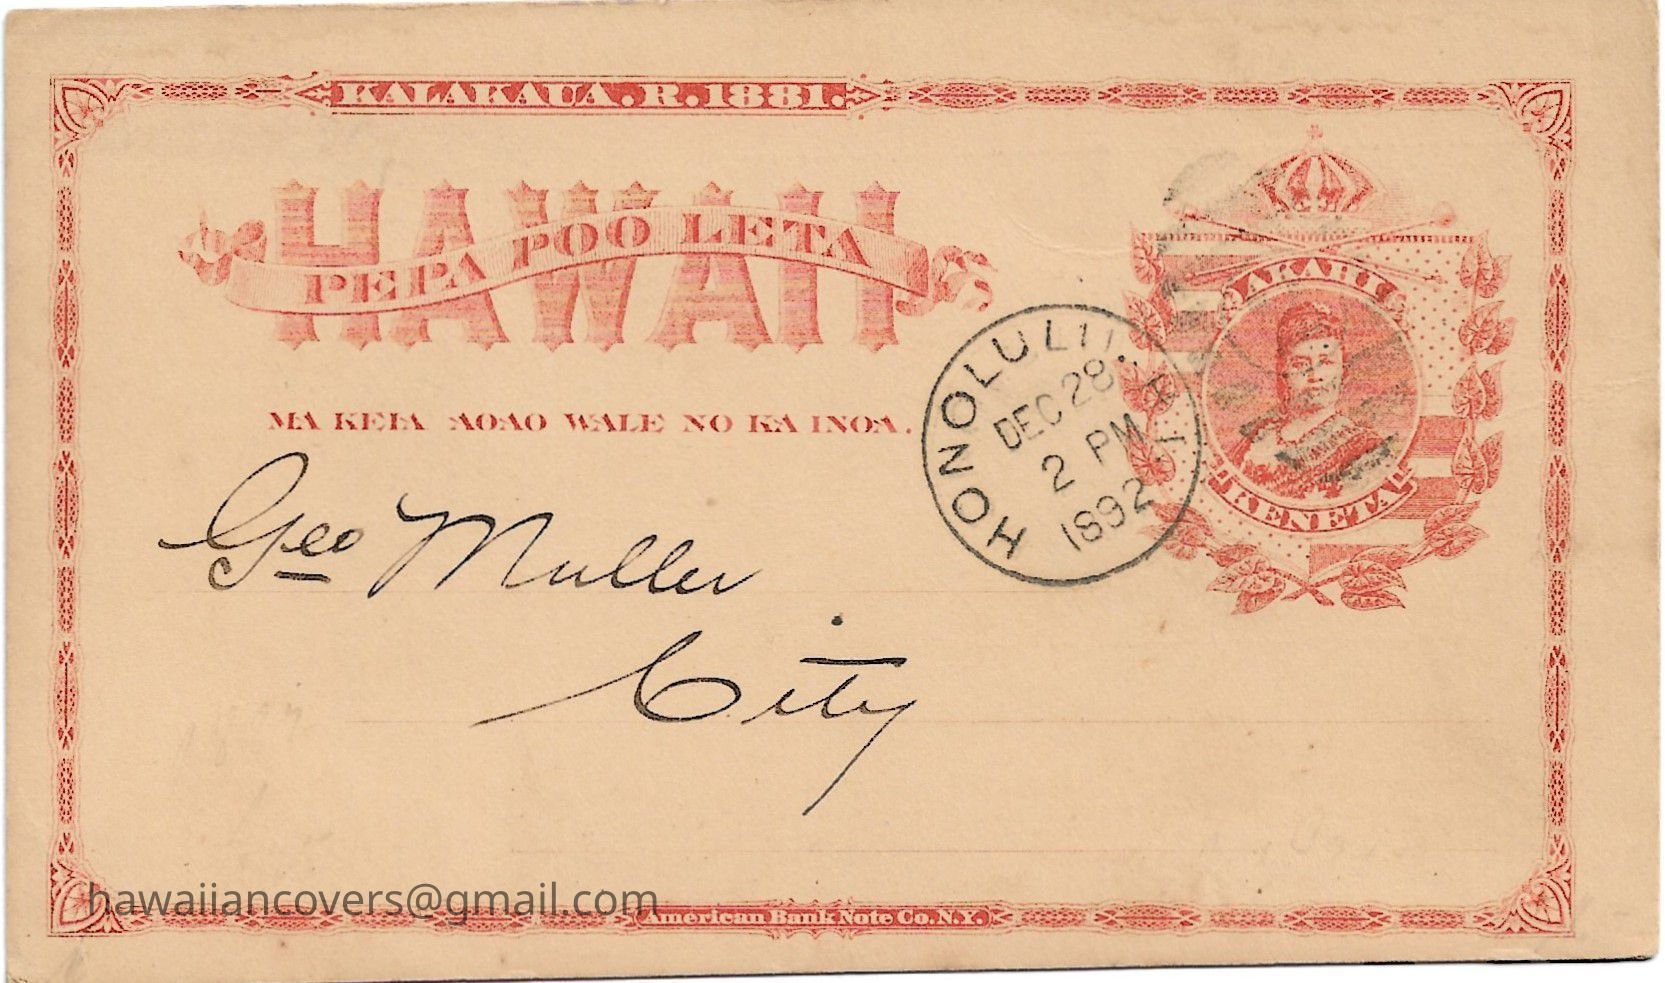 KALAKAUA. R. 1881.
HAWAII
PEPA POO LETA
AKAHI
KENETA
MA KEIA AOAO WALE NO KA INOA.
HONOLULU. H.I.
DEC 28
2 PM
1892
Geo Muller
City
hawaiiancovers@gmail.com
American Bank Note Co. N.Y.